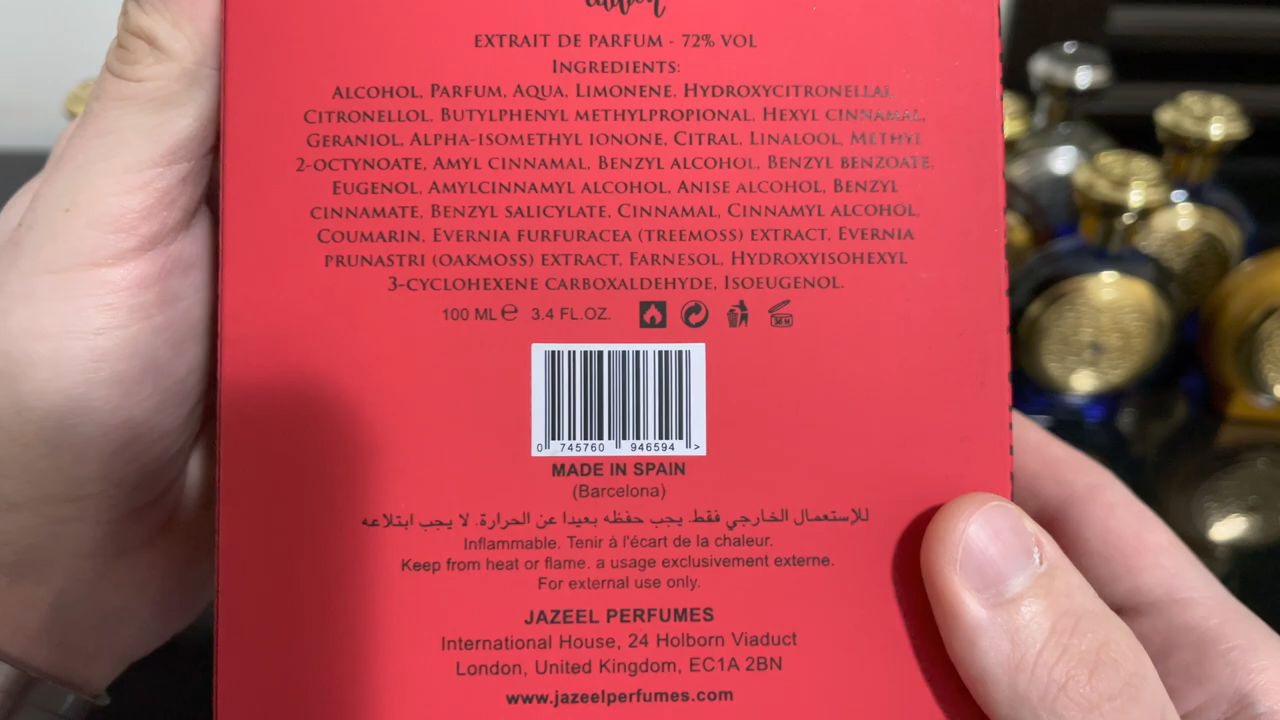 edition
EXTRAIT DE PARFUM - 72% VOL
INGREDIENTS:
ALCOHOL, PARFUM, AQUA, LIMONENE, HYDROXYCITRONELLAL,
CITRONELLOL, BUTYLPHENYL METHYLPROPIONAL, HEXYL CINNAMAL,
GERANIOL, ALPHA-ISOMETHYL IONONE, CITRAL, LINALOOL, METHYL
2-OCTYNOATE, AMYL CINNAMAL, BENZYL ALCOHOL, BENZYL BENZOATE,
EUGENOL, AMYLCINNAMYL ALCOHOL, ANISE ALCOHOL, BENZYL
CINNAMATE, BENZYL SALICYLATE, CINNAMAL, CINNAMYL ALCOHOL,
COUMARIN, EVERNIA FURFURACEA (TREEMOSS) EXTRACT, EVERNIA
PRUNASTRI (OAKMOSS) EXTRACT, FARNESOL, HYDROXYISOHEXYL
3-CYCLOHEXENE CARBOXALDEHYDE, ISOEUGENOL.
100 ML℮ 3.4 FL.OZ.
0 745760 946594 >
MADE IN SPAIN
(Barcelona)
للإستعمال الخارجي فقط. يجب حفظه بعيدا عن الحرارة. لا يجب ابتلاعه
Inflammable. Tenir à l'écart de la chaleur.
Keep from heat or flame. a usage exclusivement externe.
For external use only.
JAZEEL PERFUMES
International House, 24 Holborn Viaduct
London, United Kingdom, EC1A 2BN
www.jazeelperfumes.com